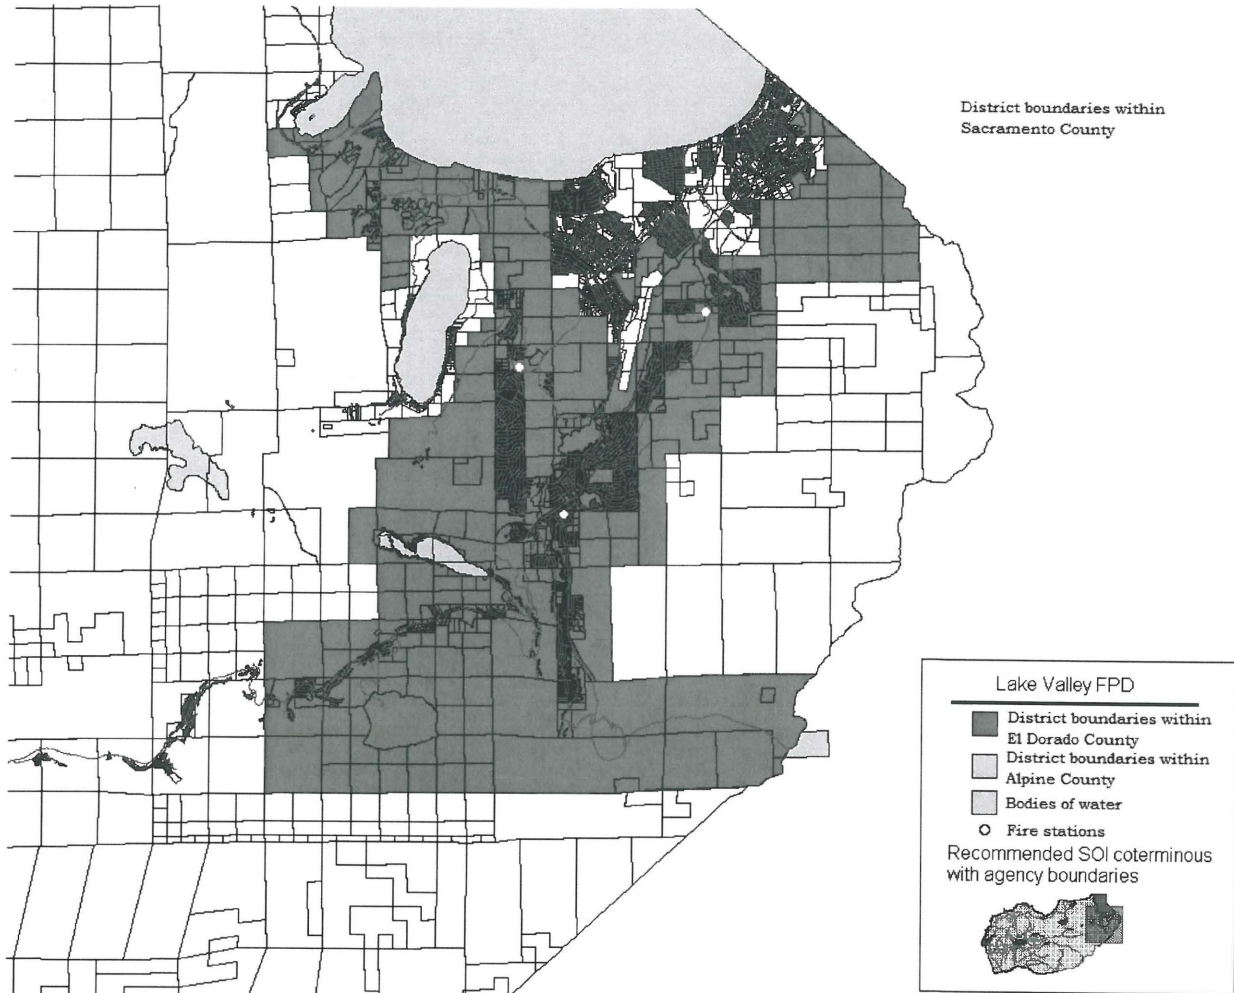 District boundaries within
Sacramento County
Lake Valley FPD
District boundaries within
El Dorado County
District boundaries within
Alpine County
Bodies of water
Fire stations
Recommended SOI coterminous
with agency boundaries